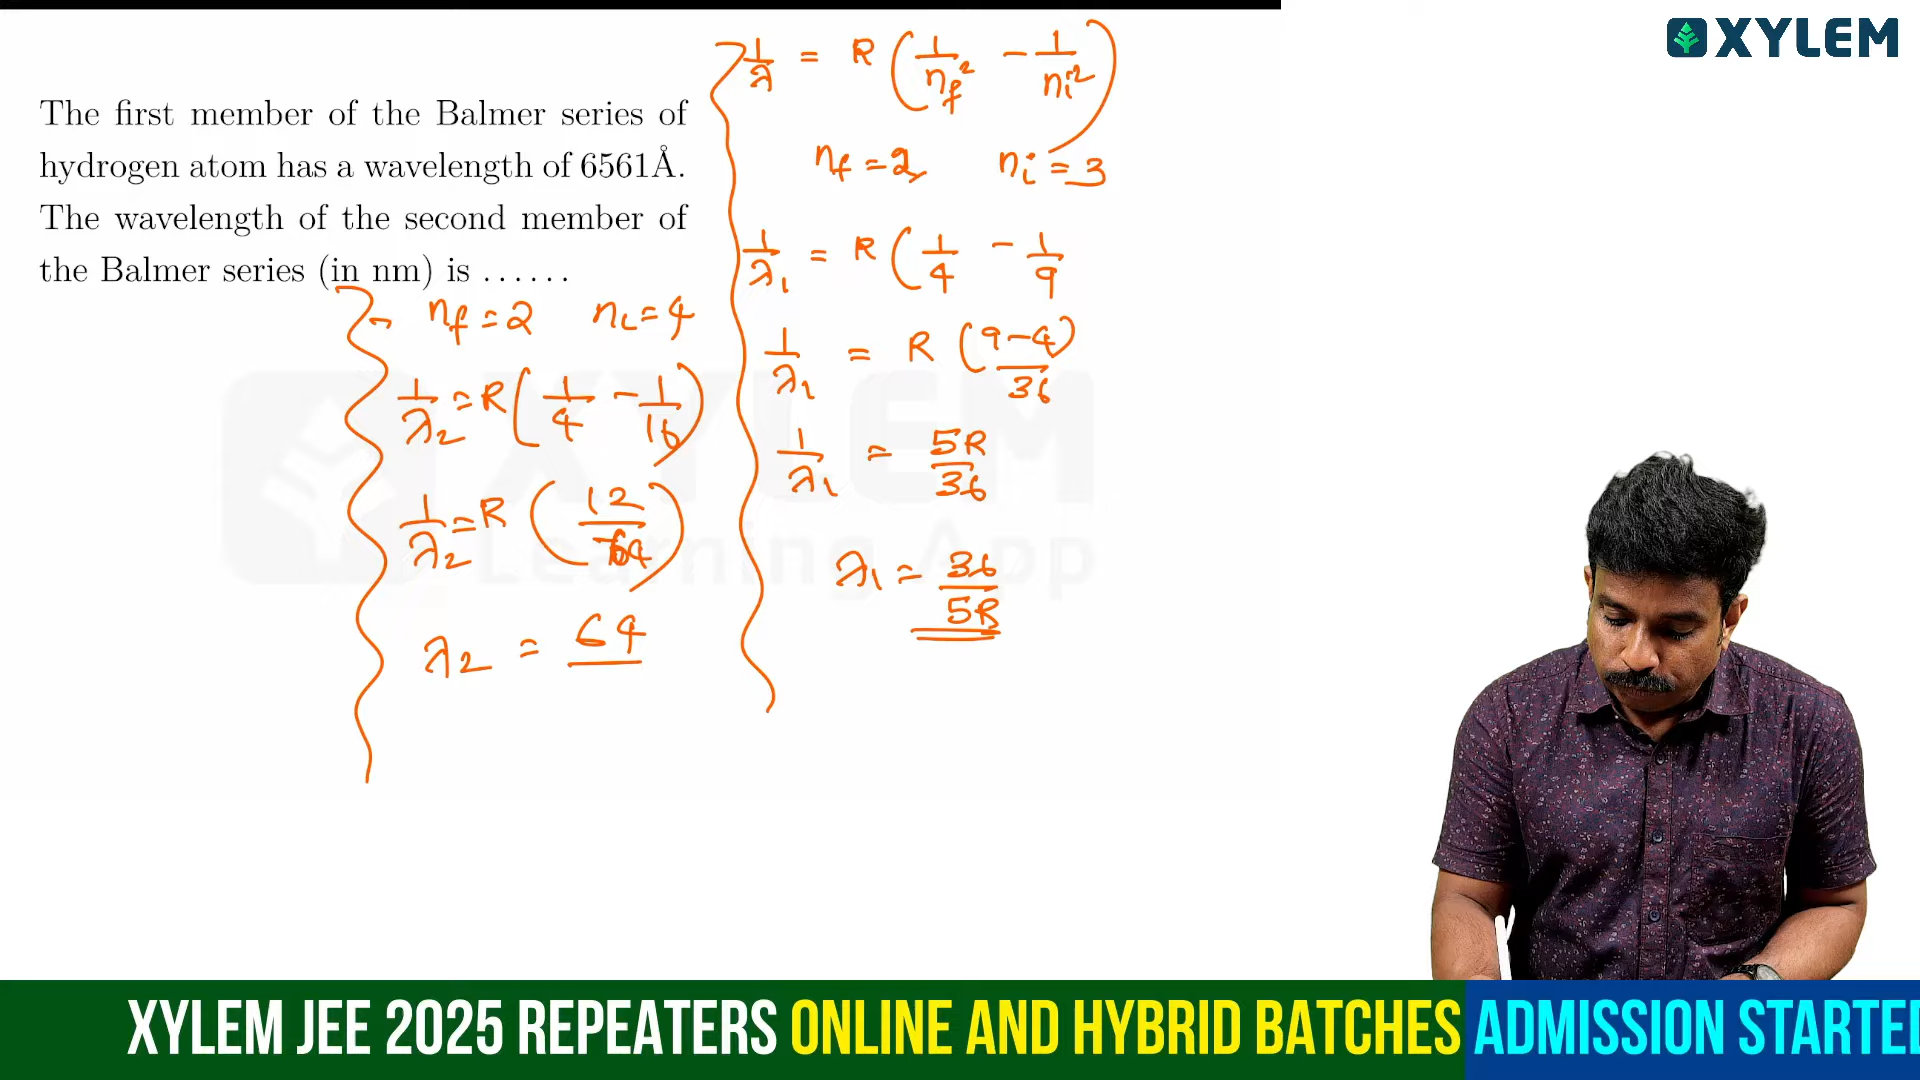 XYLEM
The first member of the Balmer series of
hydrogen atom has a wavelength of 6561Å.
The wavelength of the second member of
the Balmer series (in nm) is ......
nf = 2 ni = 4
1/λ2 = R(1/4 - 1/16)
1/λ2 = R(12/64)
λ2 = 64
1/λ = R(1/nf² - 1/ni²)
nf = 2, ni = 3
1/λ1 = R(1/4 - 1/9
1/λ1 = R(9-4)/36
1/λ1 = 5R/36
λ1 = 36/5R
XYLEM
Learning App
XYLEM JEE 2025 REPEATERS ONLINE AND HYBRID BATCHES ADMISSION STARTE